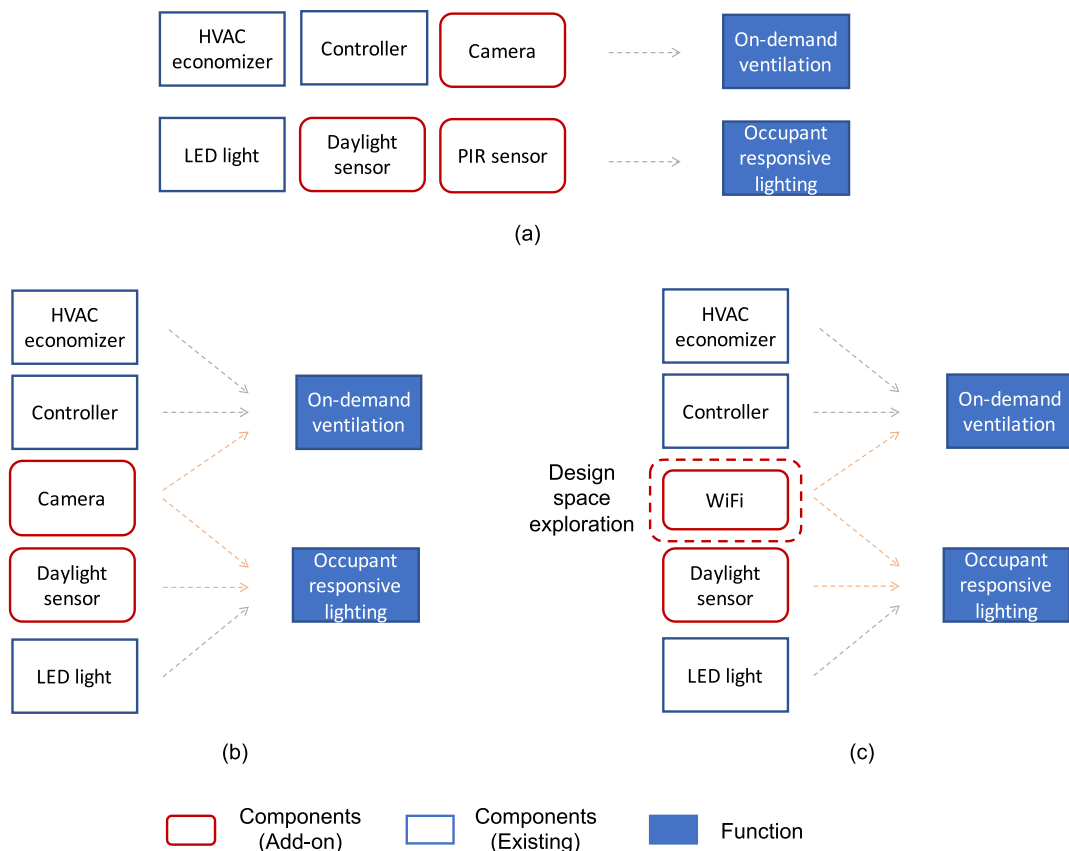 HVAC
economizer
Controller
Camera
On-demand
ventilation
LED light
Daylight
sensor
PIR sensor
Occupant
responsive
lighting
(a)
HVAC
economizer
Controller
Camera
Daylight
sensor
LED light
On-demand
ventilation
Occupant
responsive
lighting
(b)
HVAC
economizer
Controller
Design
space
exploration
WiFi
Daylight
sensor
LED light
On-demand
ventilation
Occupant
responsive
lighting
(c)
Components
(Add-on)
Components
(Existing)
Function